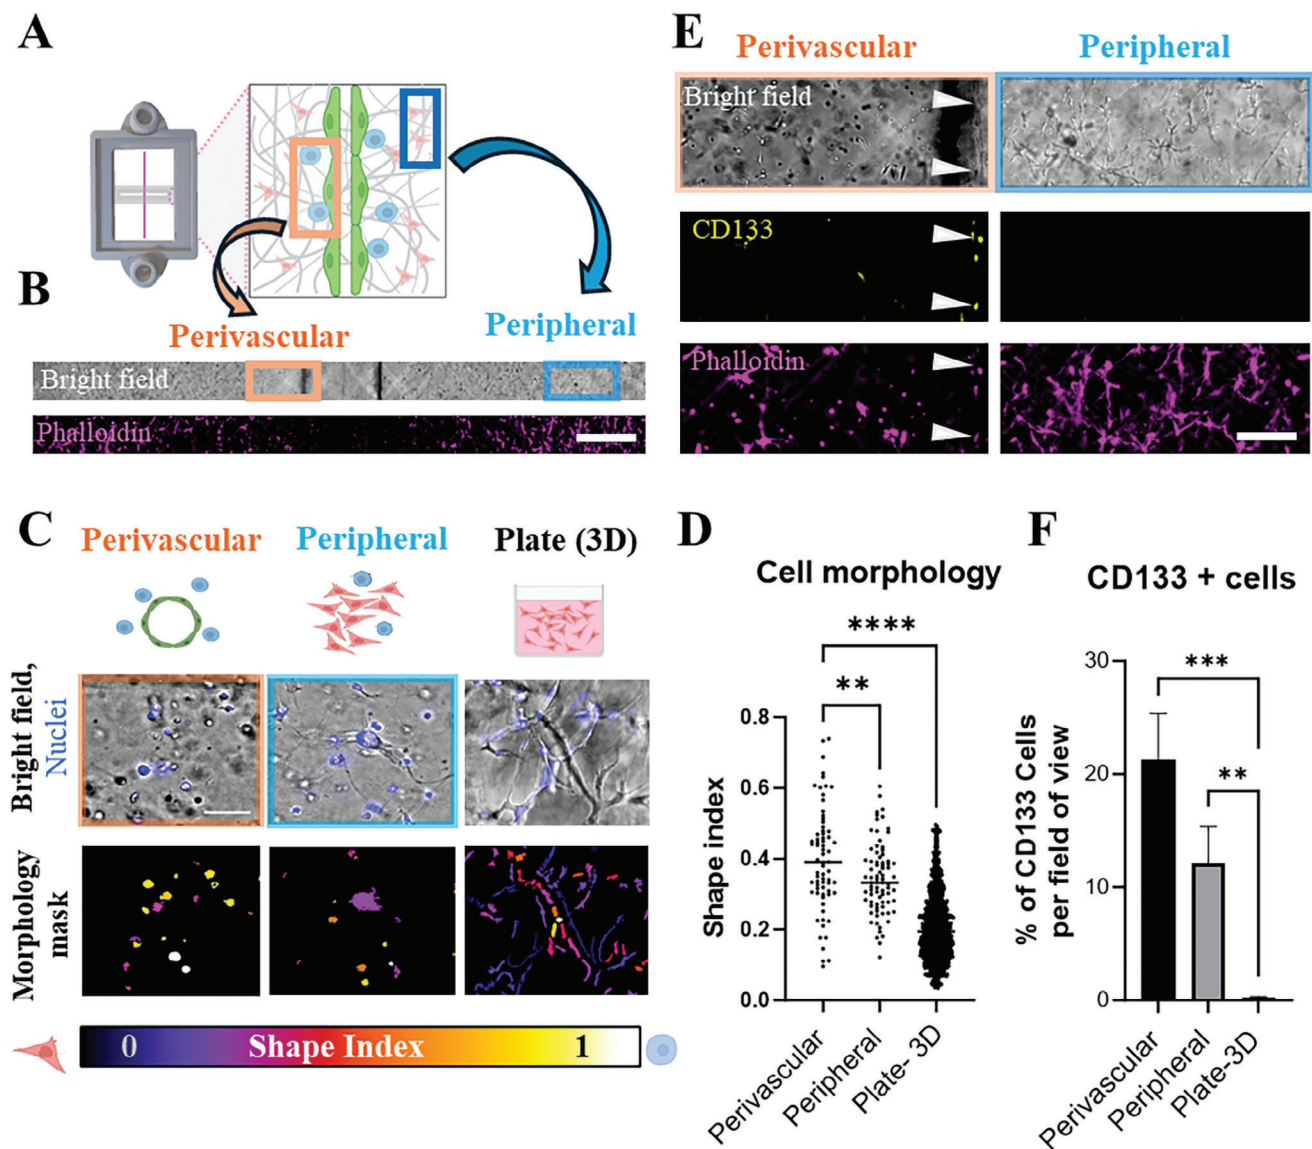 A
B
Perivascular
Peripheral
Bright field
Phalloidin
C
Perivascular
Peripheral
Plate (3D)
Bright field,
Nuclei
Morphology
mask
0
Shape Index
1
E
Perivascular
Peripheral
Bright field
CD133
Phalloidin
D
Cell morphology
****
**
Shape index
0.8
0.6
0.4
0.2
0.0
Perivascular
Peripheral
Plate- 3D
F
CD133 + cells
***
**
% of CD133 Cells
per field of view
30
20
10
0
Perivascular
Peripheral
Plate-3D